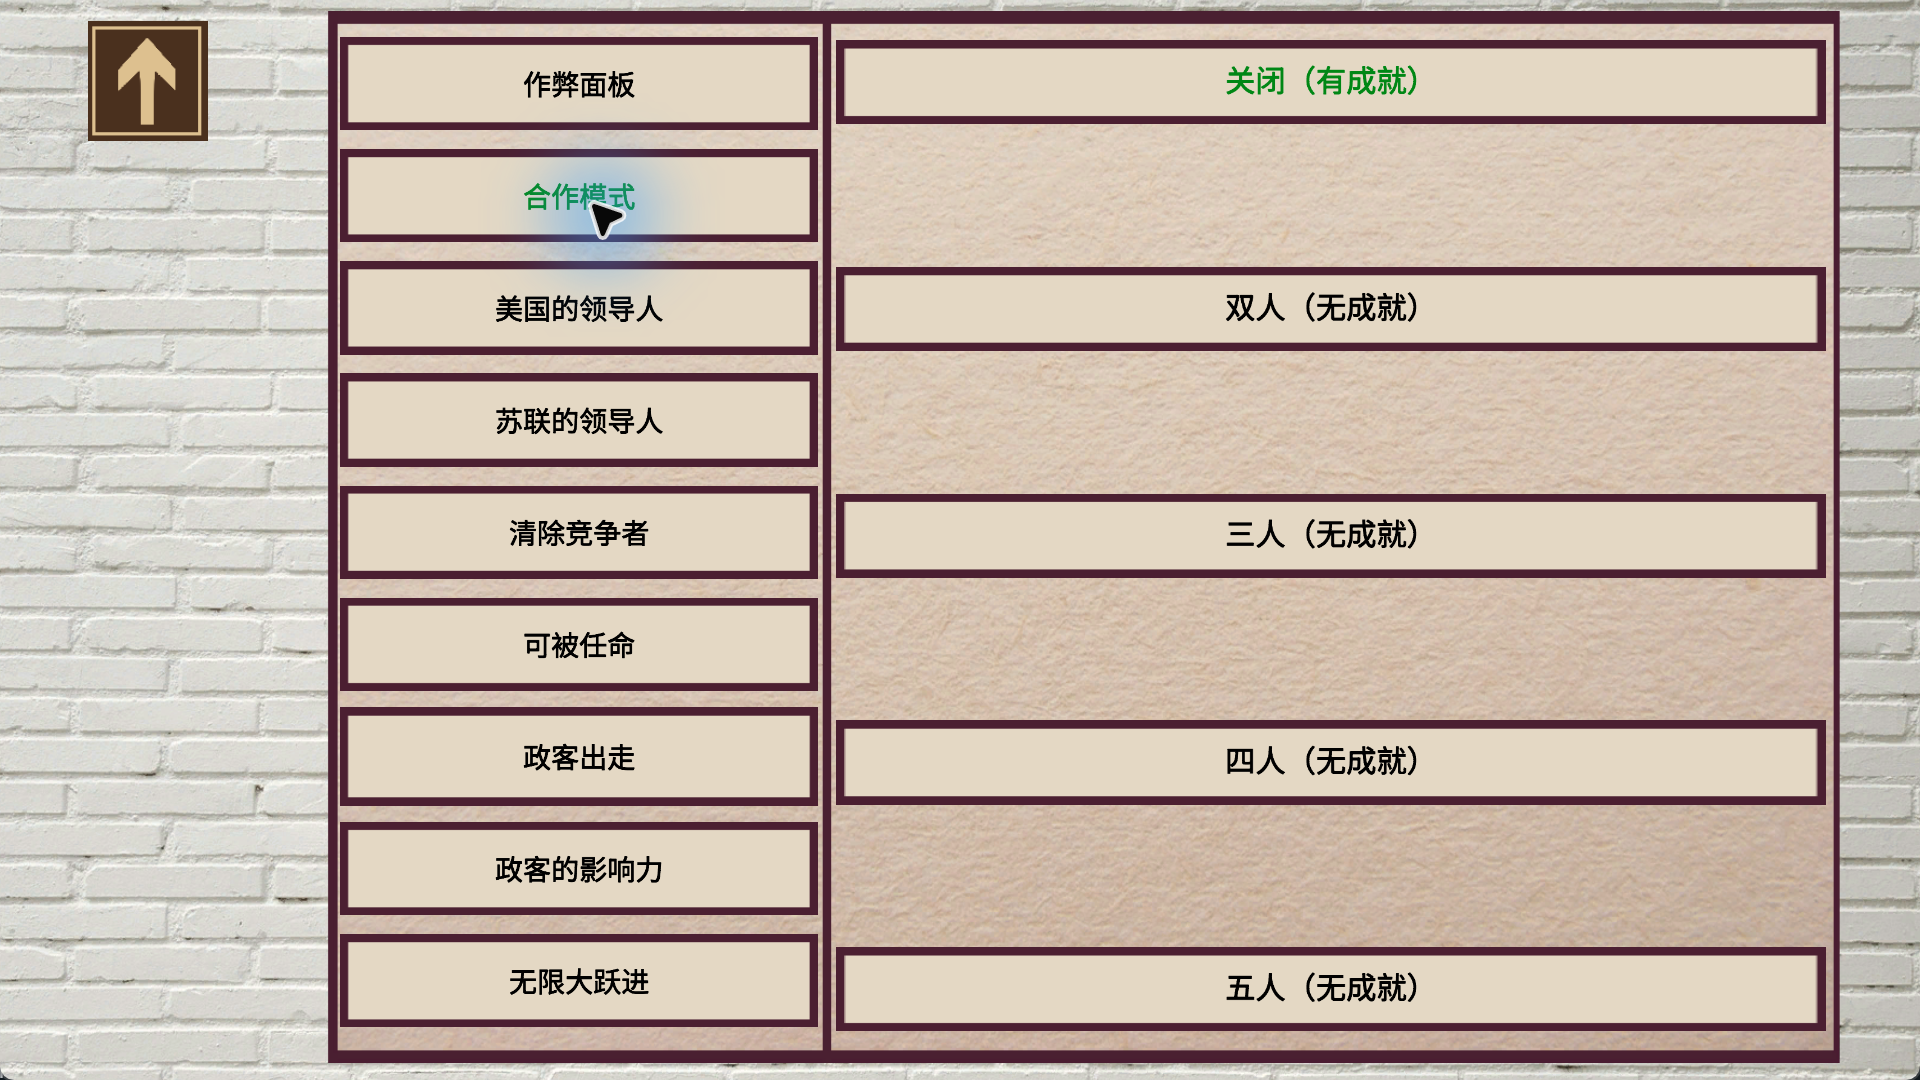 作弊面板
合作模式
美国的领导人
苏联的领导人
清除竞争者
可被任命
政客出走
政客的影响力
无限大跃进
关闭（有成就）
双人（无成就）
三人（无成就）
四人（无成就）
五人（无成就）